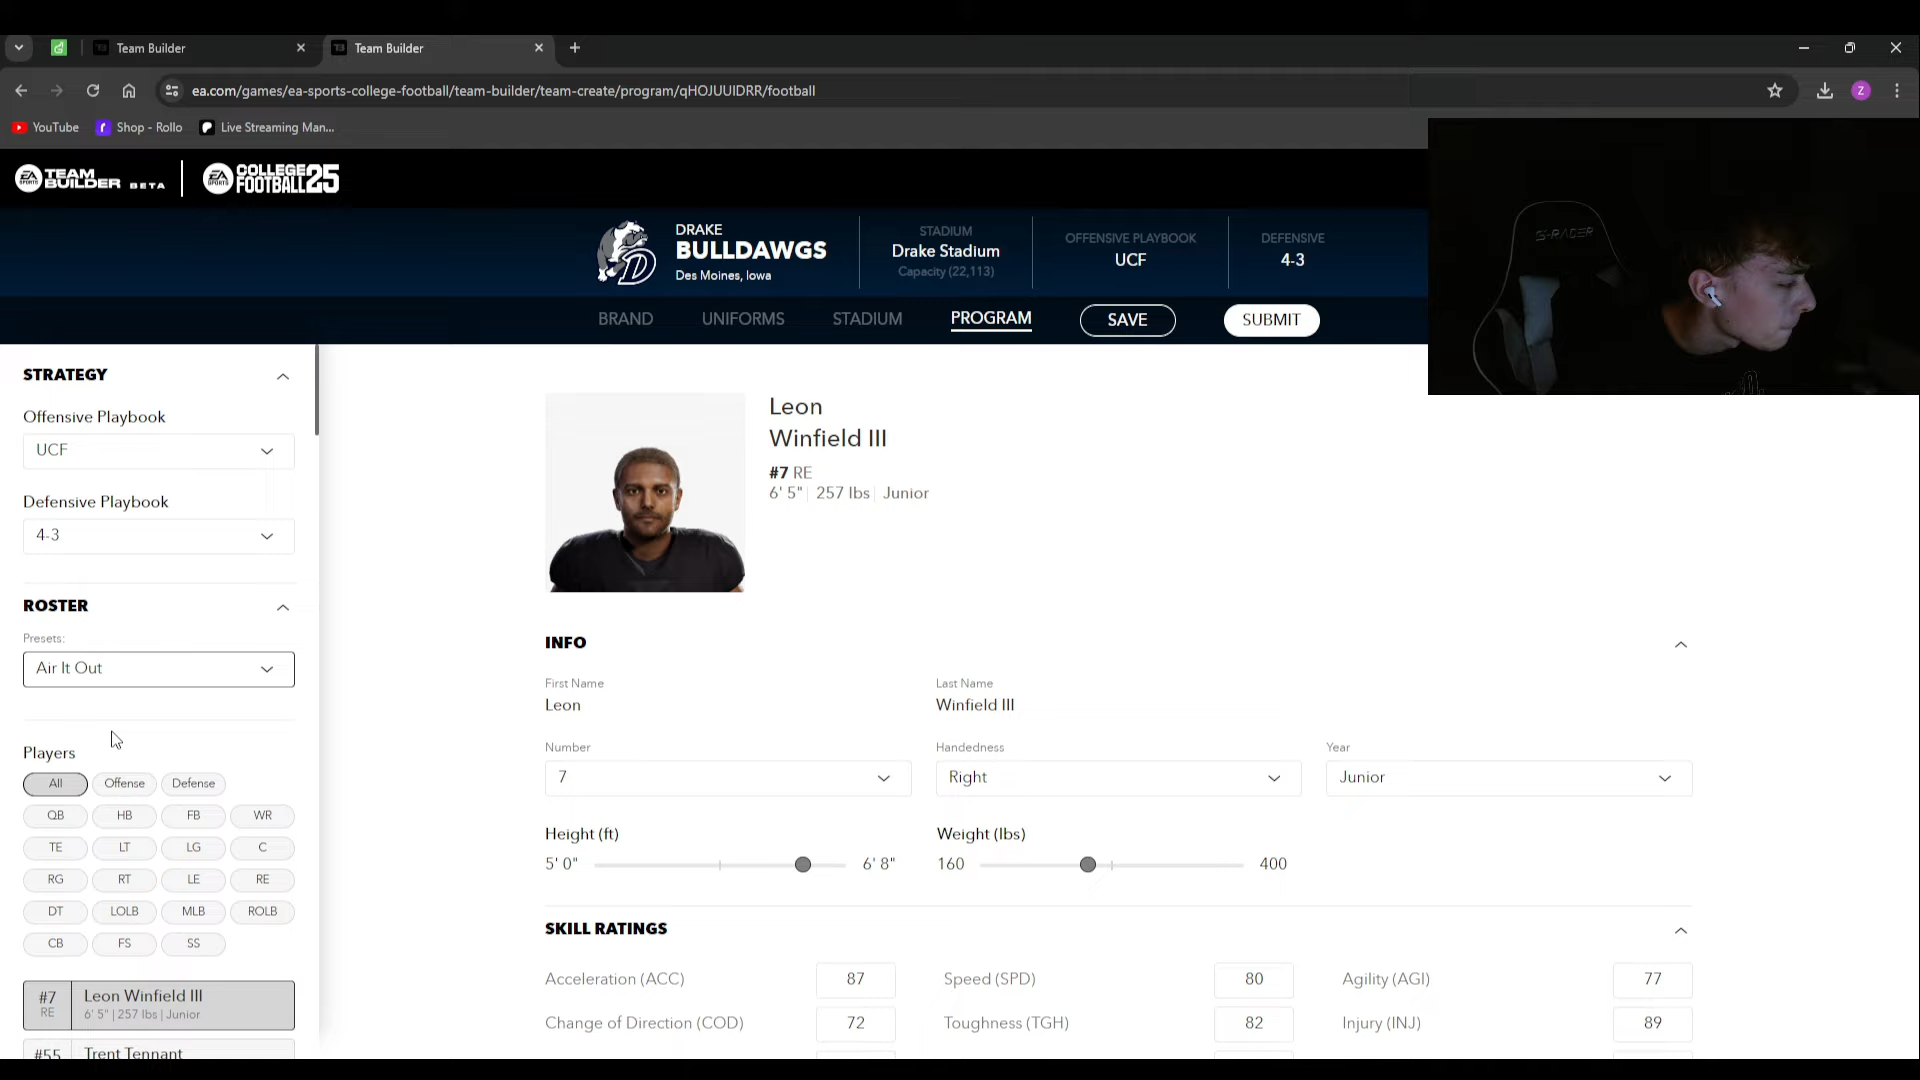 Team Builder
Team Builder
ea.com/games/ea-sports-college-football/team-builder/team-create/program/qHOJUUIDRR/football
Z
YouTube
Shop - Rollo
Live Streaming Man...
EA SPORTS TEAM BUILDER BETA
EA SPORTS COLLEGE FOOTBALL 25
D
DRAKE
BULLDAWGS
Des Moines, Iowa
STADIUM
Drake Stadium
Capacity (22,113)
OFFENSIVE PLAYBOOK
UCF
DEFENSIVE
4-3
BRAND
UNIFORMS
STADIUM
PROGRAM
SAVE
SUBMIT
S-RACER
STRATEGY
Offensive Playbook
UCF
Defensive Playbook
4-3
ROSTER
Presets:
Air It Out
Players
All Offense Defense
QB HB FB WR
TE LT LG C
RG RT LE RE
DT LOLB MLB ROLB
CB FS SS
#7 RE
Leon Winfield III
6' 5" | 257 lbs | Junior
#55
Trent Tennant
Leon
Winfield III
#7 RE
6' 5" | 257 lbs | Junior
INFO
First Name
Leon
Last Name
Winfield III
Number
7
Handedness
Right
Year
Junior
Height (ft)
5' 0" 6' 8"
Weight (lbs)
160 400
SKILL RATINGS
Acceleration (ACC) 87
Speed (SPD) 80
Agility (AGI) 77
Change of Direction (COD) 72
Toughness (TGH) 82
Injury (INJ) 89